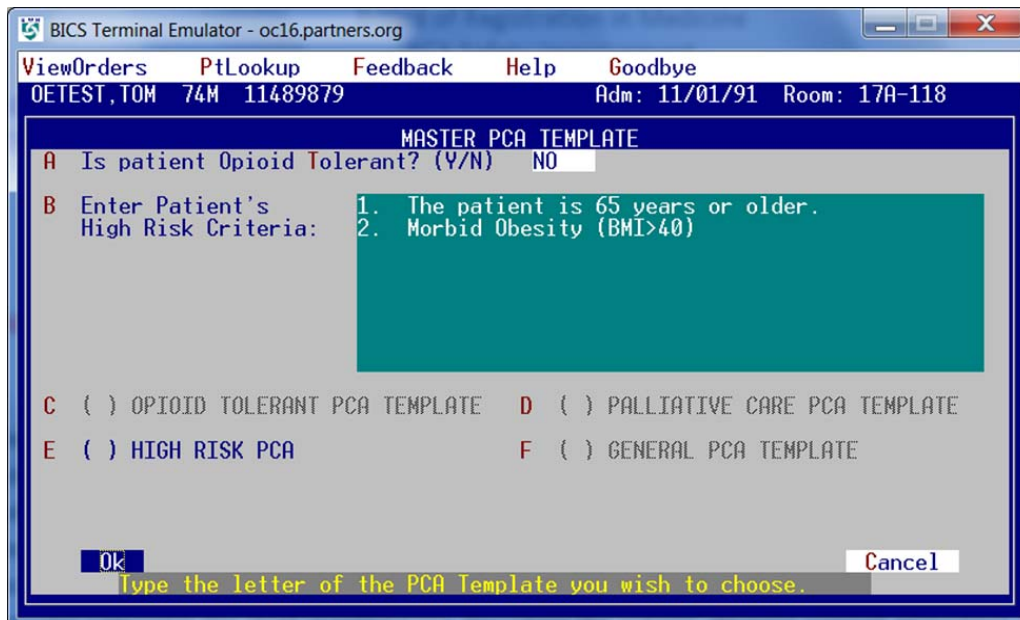 BICS Terminal Emulator - oc16.partners.org
ViewOrders PtLookup Feedback Help Goodbye
OETEST,TOM 74M 11489879 Adm: 11/01/91 Room: 17A-118
MASTER PCA TEMPLATE
A Is patient Opioid Tolerant? (Y/N) NO
B Enter Patient's 1. The patient is 65 years or older.
High Risk Criteria: 2. Morbid Obesity (BMI>40)
C ( ) OPIOID TOLERANT PCA TEMPLATE D ( ) PALLIATIVE CARE PCA TEMPLATE
E ( ) HIGH RISK PCA F ( ) GENERAL PCA TEMPLATE
Ok Cancel
Type the letter of the PCA Template you wish to choose.